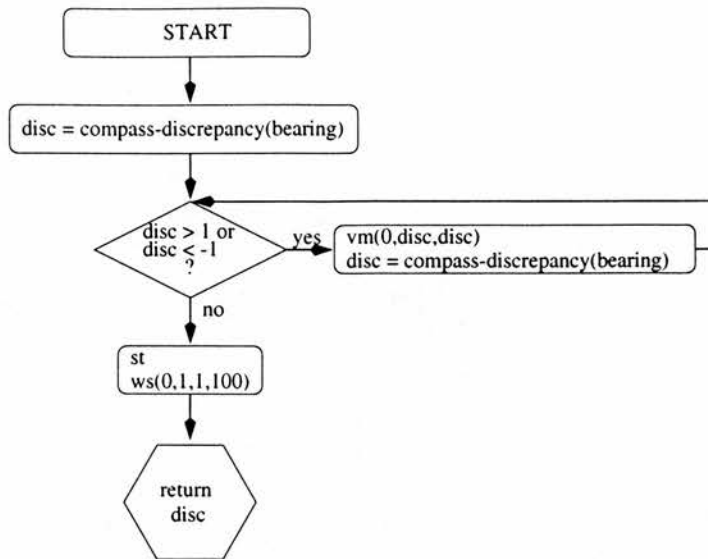 START
disc = compass-discrepancy(bearing)
disc > 1 or
disc < -1
?
yes
vm(0,disc,disc)
disc = compass-discrepancy(bearing)
no
st
ws(0,1,1,100)
return
disc